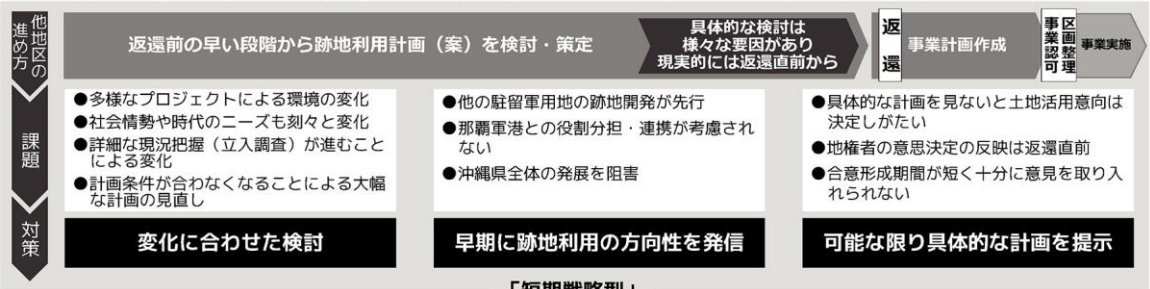 他地区の
進め方
返還前の早い段階から跡地利用計画（案）を検討・策定
具体的な検討は
様々な要因があり
現実的には返還直前から
返還
事業計画作成
区画整理
事業認可
事業実施
課題
●多様なプロジェクトによる環境の変化
●社会情勢や時代のニーズも刻々と変化
●詳細な現況把握（立入調査）が進むこと
による変化
●計画条件が合わなくなることによる大幅
な計画の見直し
●他の駐留軍用地の跡地開発が先行
●那覇軍港との役割分担・連携が考慮され
ない
●沖縄県全体の発展を阻害
●具体的な計画を見ないと土地活用意向は
決定しがたい
●地権者の意思決定の反映は返還直前
●合意形成期間が短く十分に意見を取り入
れられない
対策
変化に合わせた検討
早期に跡地利用の方向性を発信
可能な限り具体的な計画を提示
「短期戦略型」